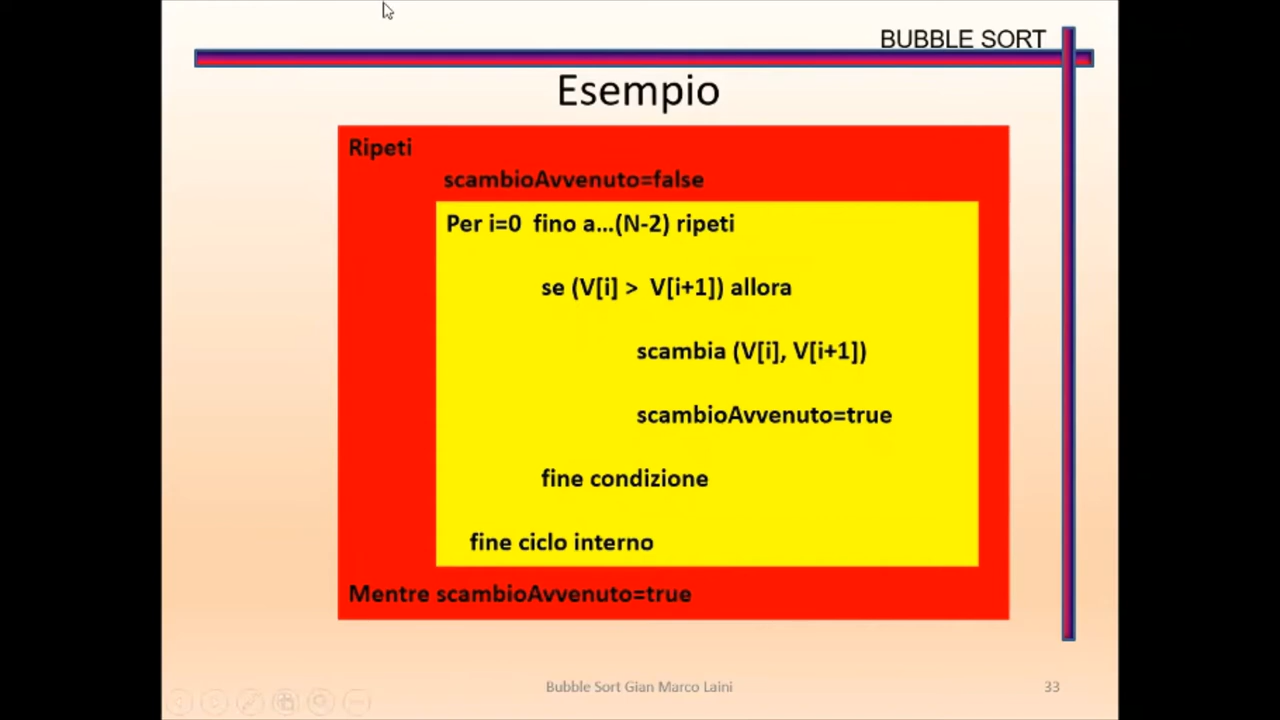 BUBBLE SORT
Esempio
Ripeti
scambioAvvenuto=false
Per i=0 fino a...(N-2) ripeti
se (V[i] > V[i+1]) allora
scambia (V[i], V[i+1])
scambioAvvenuto=true
fine condizione
fine ciclo interno
Mentre scambioAvvenuto=true
Bubble Sort Gian Marco Laini
33